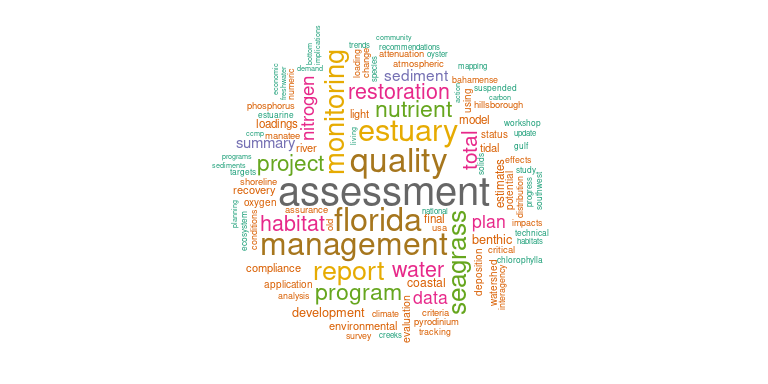 community
trends
recommendations
implications
bottom
attenuation
oyster
loading
changes
atmospheric
mapping
demand
species
sediment
bahamense
economic
freshwater
numeric
monitoring
restoration
action
using
suspended
carbon
phosphorus
nitrogen
nutrient
hillsborough
estuarine
light
model
workshop
loadings
estuary
ccmp
manatee
living
total
status
update
summary
river
tidal
gulf
programs
project
quality
solids
effects
sediments
targets
estimates
potential
study
shoreline
recovery
assessment
distribution
progress
southwest
oxygen
planning
assurance
national
ecosystem
conditions
habitat
old
florida
final
usa
seagrass
plan
impacts
technical
management
benthic
habitats
critical
compliance
report
water
deposition
watershed
interagency
chlorophylla
application
coastal
analysis
program
data
development
climate
evaluation
criteria
environmental
pyrodinium
survey
creeks
tracking